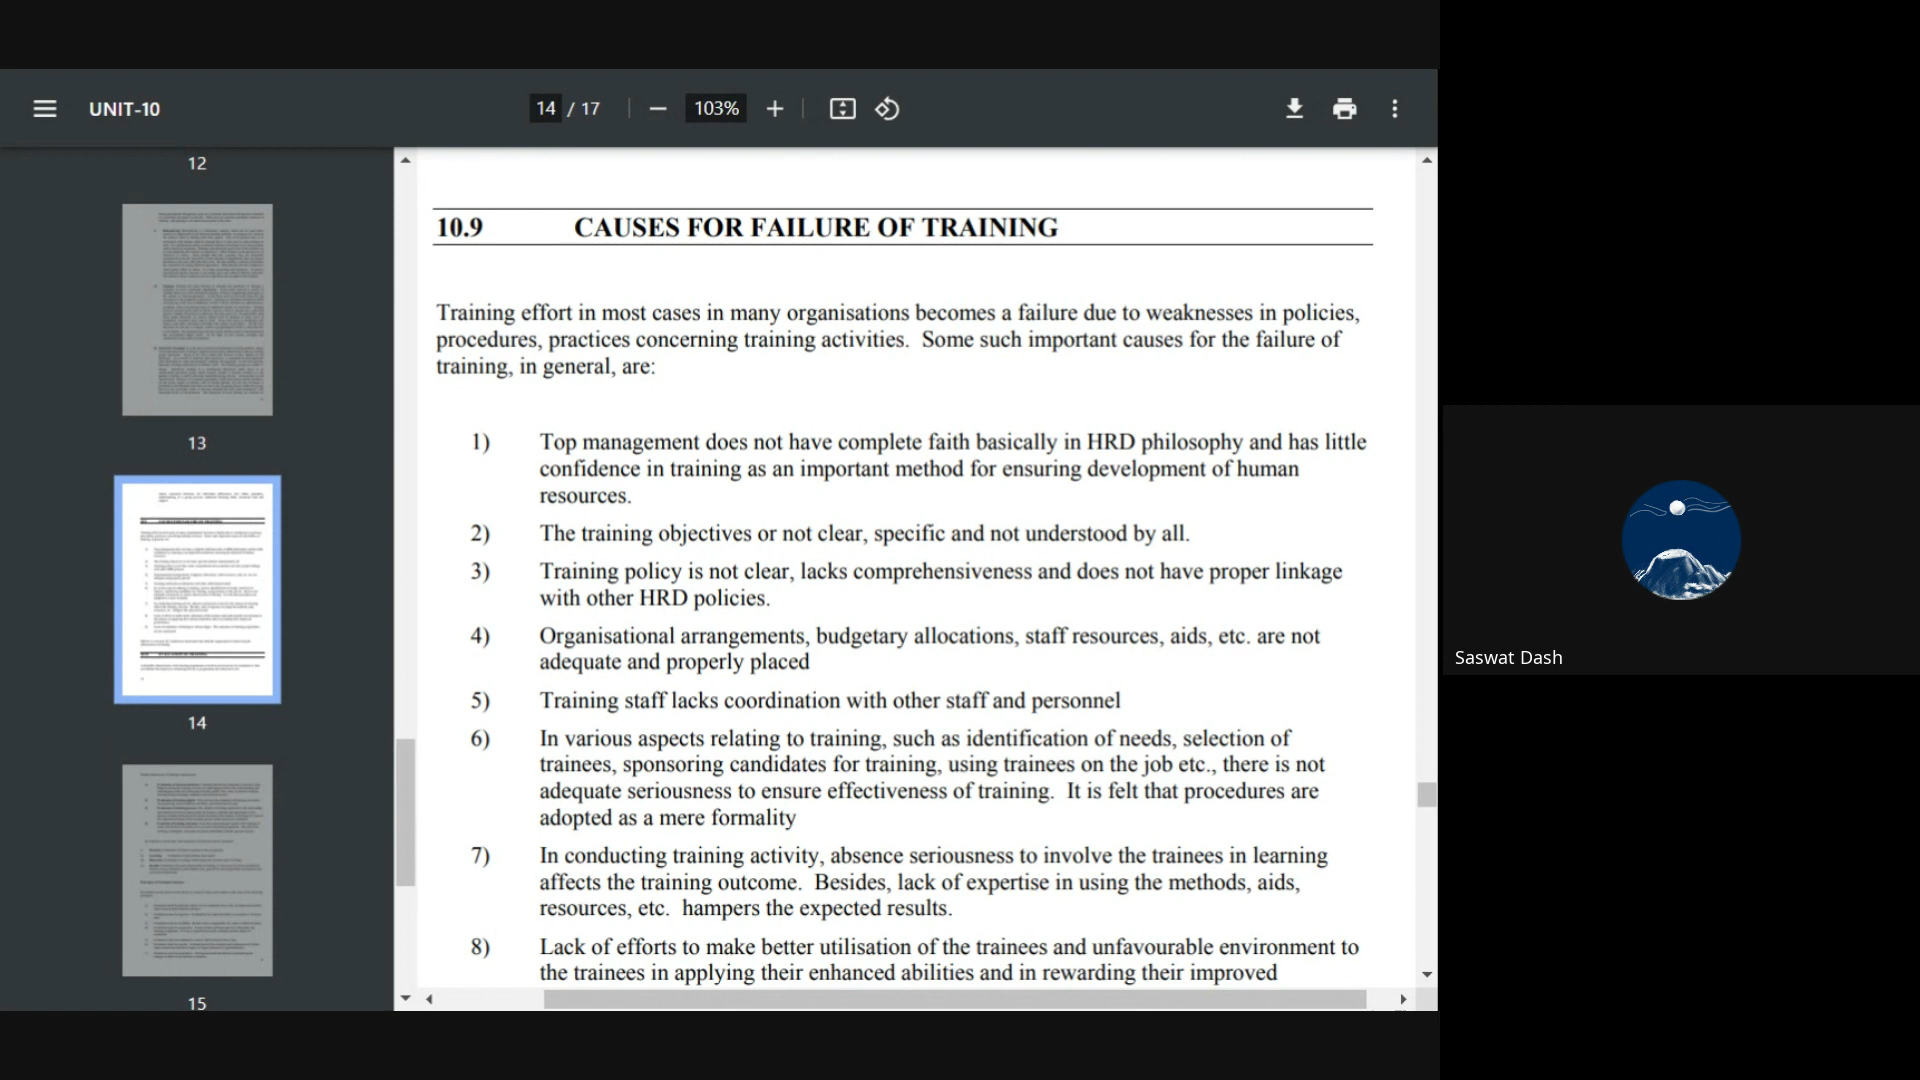 UNIT-10
14 / 17
103%
12
13
14
15
10.9 CAUSES FOR FAILURE OF TRAINING
Training effort in most cases in many organisations becomes a failure due to weaknesses in policies,
procedures, practices concerning training activities. Some such important causes for the failure of
training, in general, are:
1) Top management does not have complete faith basically in HRD philosophy and has little
confidence in training as an important method for ensuring development of human
resources.
2) The training objectives or not clear, specific and not understood by all.
3) Training policy is not clear, lacks comprehensiveness and does not have proper linkage
with other HRD policies.
4) Organisational arrangements, budgetary allocations, staff resources, aids, etc. are not
adequate and properly placed
5) Training staff lacks coordination with other staff and personnel
6) In various aspects relating to training, such as identification of needs, selection of
trainees, sponsoring candidates for training, using trainees on the job etc., there is not
adequate seriousness to ensure effectiveness of training. It is felt that procedures are
adopted as a mere formality
7) In conducting training activity, absence seriousness to involve the trainees in learning
affects the training outcome. Besides, lack of expertise in using the methods, aids,
resources, etc. hampers the expected results.
8) Lack of efforts to make better utilisation of the trainees and unfavourable environment to
the trainees in applying their enhanced abilities and in rewarding their improved
Saswat Dash